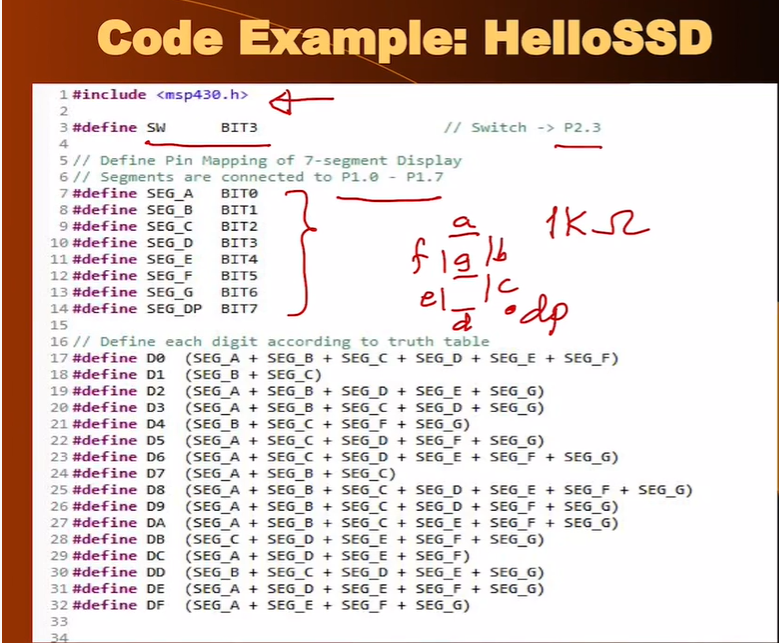 Code Example: HelloSSD
1 #include <msp430.h>
2
3 #define SW BIT3 // Switch -> P2.3
4
5 // Define Pin Mapping of 7-segment Display
6 // Segments are connected to P1.0 - P1.7
7 #define SEG_A BIT0
8 #define SEG_B BIT1
9 #define SEG_C BIT2
10 #define SEG_D BIT3
11 #define SEG_E BIT4
12 #define SEG_F BIT5
13 #define SEG_G BIT6
14 #define SEG_DP BIT7
a 1K Ω
f g b
e c
d dp
15
16 // Define each digit according to truth table
17 #define D0 (SEG_A + SEG_B + SEG_C + SEG_D + SEG_E + SEG_F)
18 #define D1 (SEG_B + SEG_C)
19 #define D2 (SEG_A + SEG_B + SEG_D + SEG_E + SEG_G)
20 #define D3 (SEG_A + SEG_B + SEG_C + SEG_D + SEG_G)
21 #define D4 (SEG_B + SEG_C + SEG_F + SEG_G)
22 #define D5 (SEG_A + SEG_C + SEG_D + SEG_F + SEG_G)
23 #define D6 (SEG_A + SEG_C + SEG_D + SEG_E + SEG_F + SEG_G)
24 #define D7 (SEG_A + SEG_B + SEG_C)
25 #define D8 (SEG_A + SEG_B + SEG_C + SEG_D + SEG_E + SEG_F + SEG_G)
26 #define D9 (SEG_A + SEG_B + SEG_C + SEG_D + SEG_F + SEG_G)
27 #define DA (SEG_A + SEG_B + SEG_C + SEG_E + SEG_F + SEG_G)
28 #define DB (SEG_C + SEG_D + SEG_E + SEG_F + SEG_G)
29 #define DC (SEG_A + SEG_D + SEG_E + SEG_F)
30 #define DD (SEG_B + SEG_C + SEG_D + SEG_E + SEG_G)
31 #define DE (SEG_A + SEG_D + SEG_E + SEG_F + SEG_G)
32 #define DF (SEG_A + SEG_E + SEG_F + SEG_G)
33
34